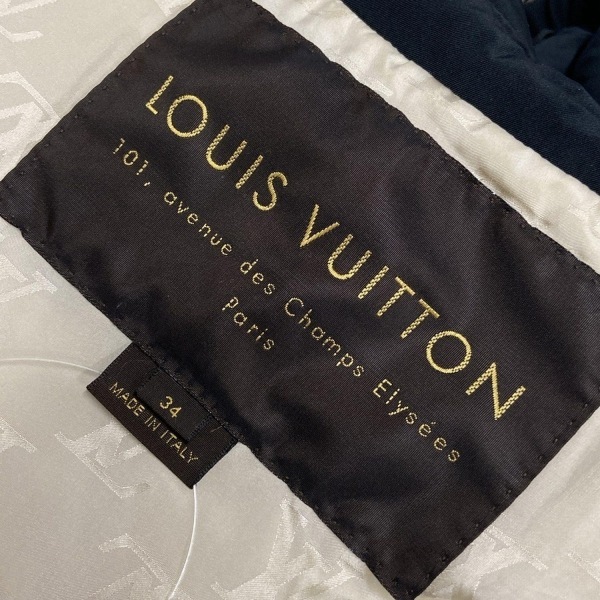 LOUIS VUITTON
101, avenue des Champs Elysées
Paris
34
MADE IN ITALY